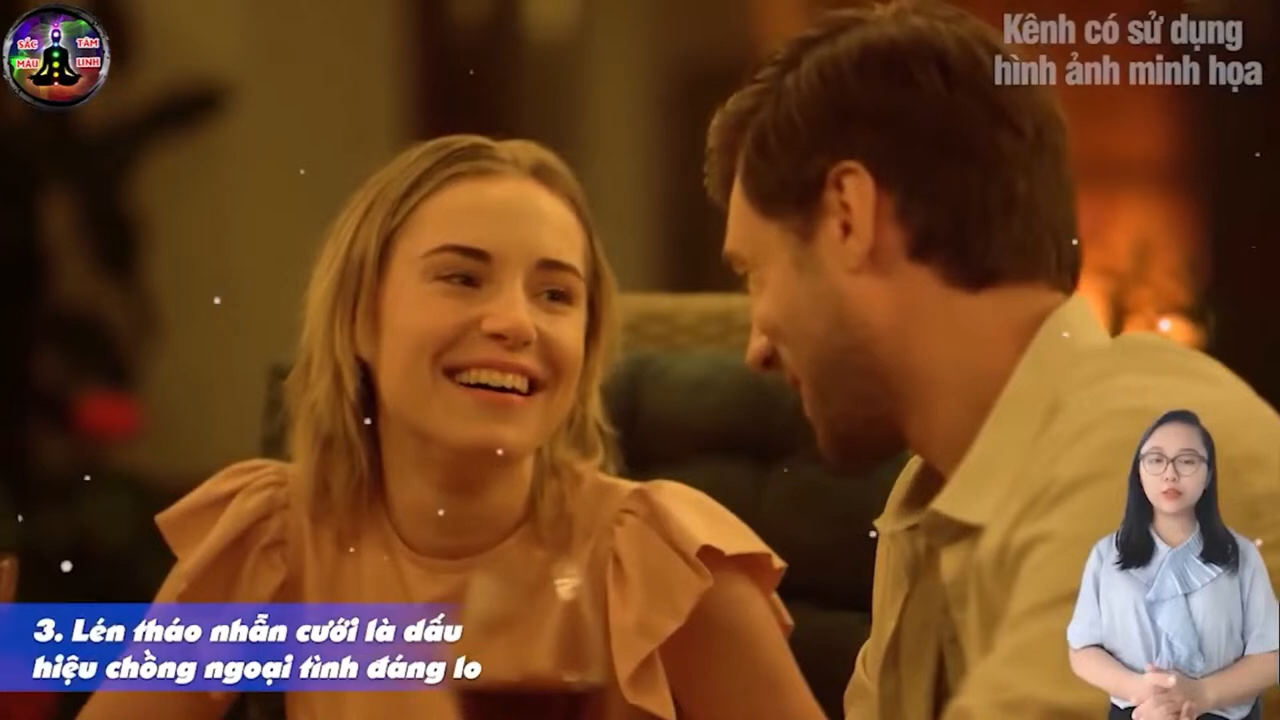 SẮC TÂM
MÀU LINH
Kênh có sử dụng
hình ảnh minh họa
3. Lén tháo nhẫn cưới là dấu
hiệu chồng ngoại tình đáng lo